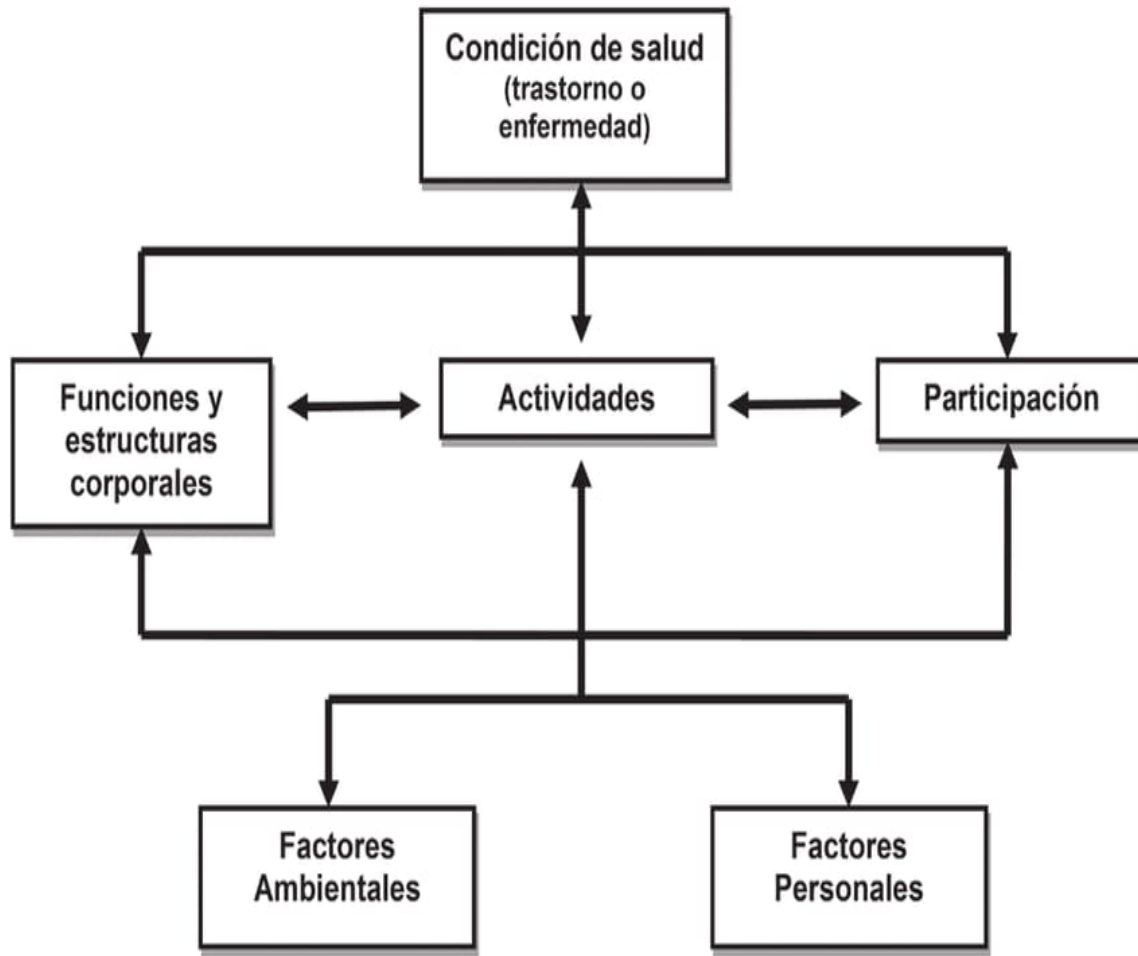 Condición de salud
(trastorno o
enfermedad)
Funciones y
estructuras
corporales
Actividades
Participación
Factores
Ambientales
Factores
Personales